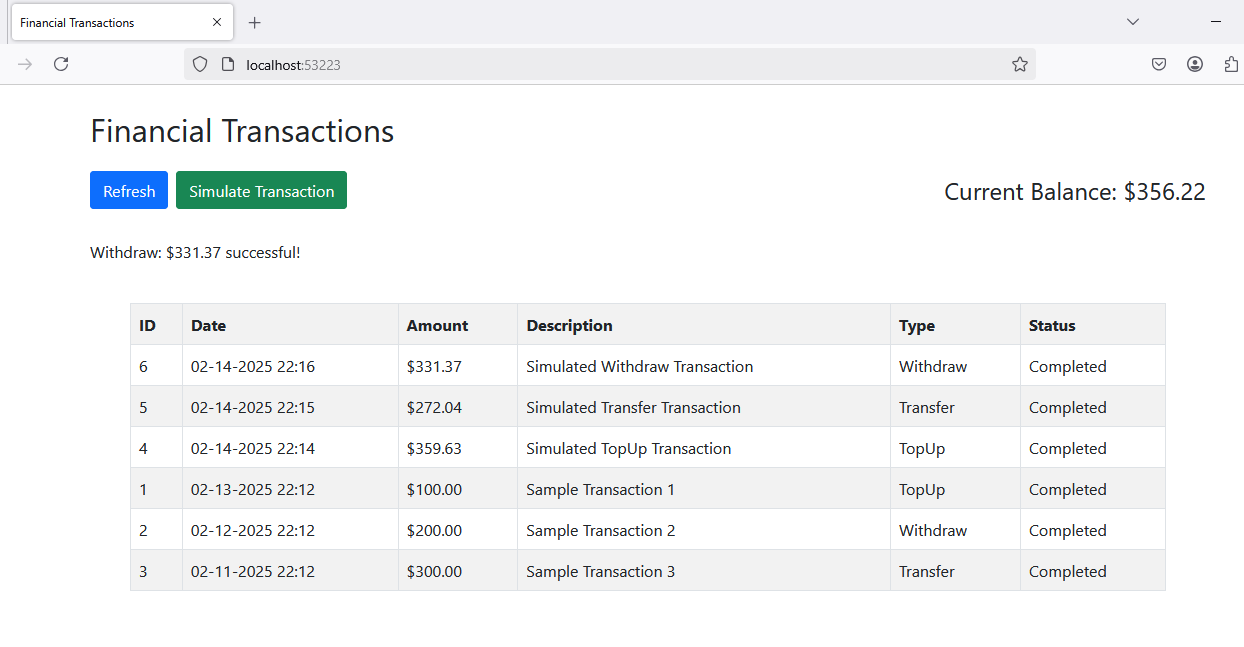 Financial Transactions
localhost:53223
Financial Transactions
Refresh Simulate Transaction Current Balance: $356.22
Withdraw: $331.37 successful!
ID Date Amount Description Type Status
6 02-14-2025 22:16 $331.37 Simulated Withdraw Transaction Withdraw Completed
5 02-14-2025 22:15 $272.04 Simulated Transfer Transaction Transfer Completed
4 02-14-2025 22:14 $359.63 Simulated TopUp Transaction TopUp Completed
1 02-13-2025 22:12 $100.00 Sample Transaction 1 TopUp Completed
2 02-12-2025 22:12 $200.00 Sample Transaction 2 Withdraw Completed
3 02-11-2025 22:12 $300.00 Sample Transaction 3 Transfer Completed